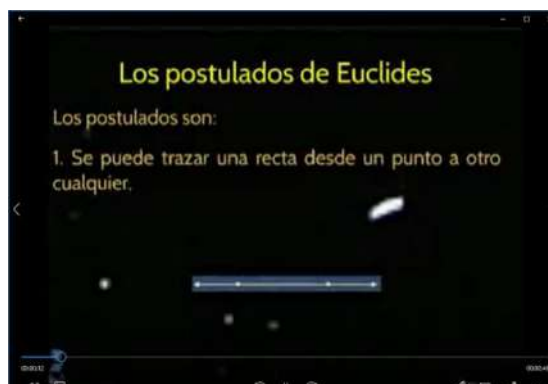 Los postulados de Euclides
Los postulados son:
1. Se puede trazar una recta desde un punto a otro
cualquier.